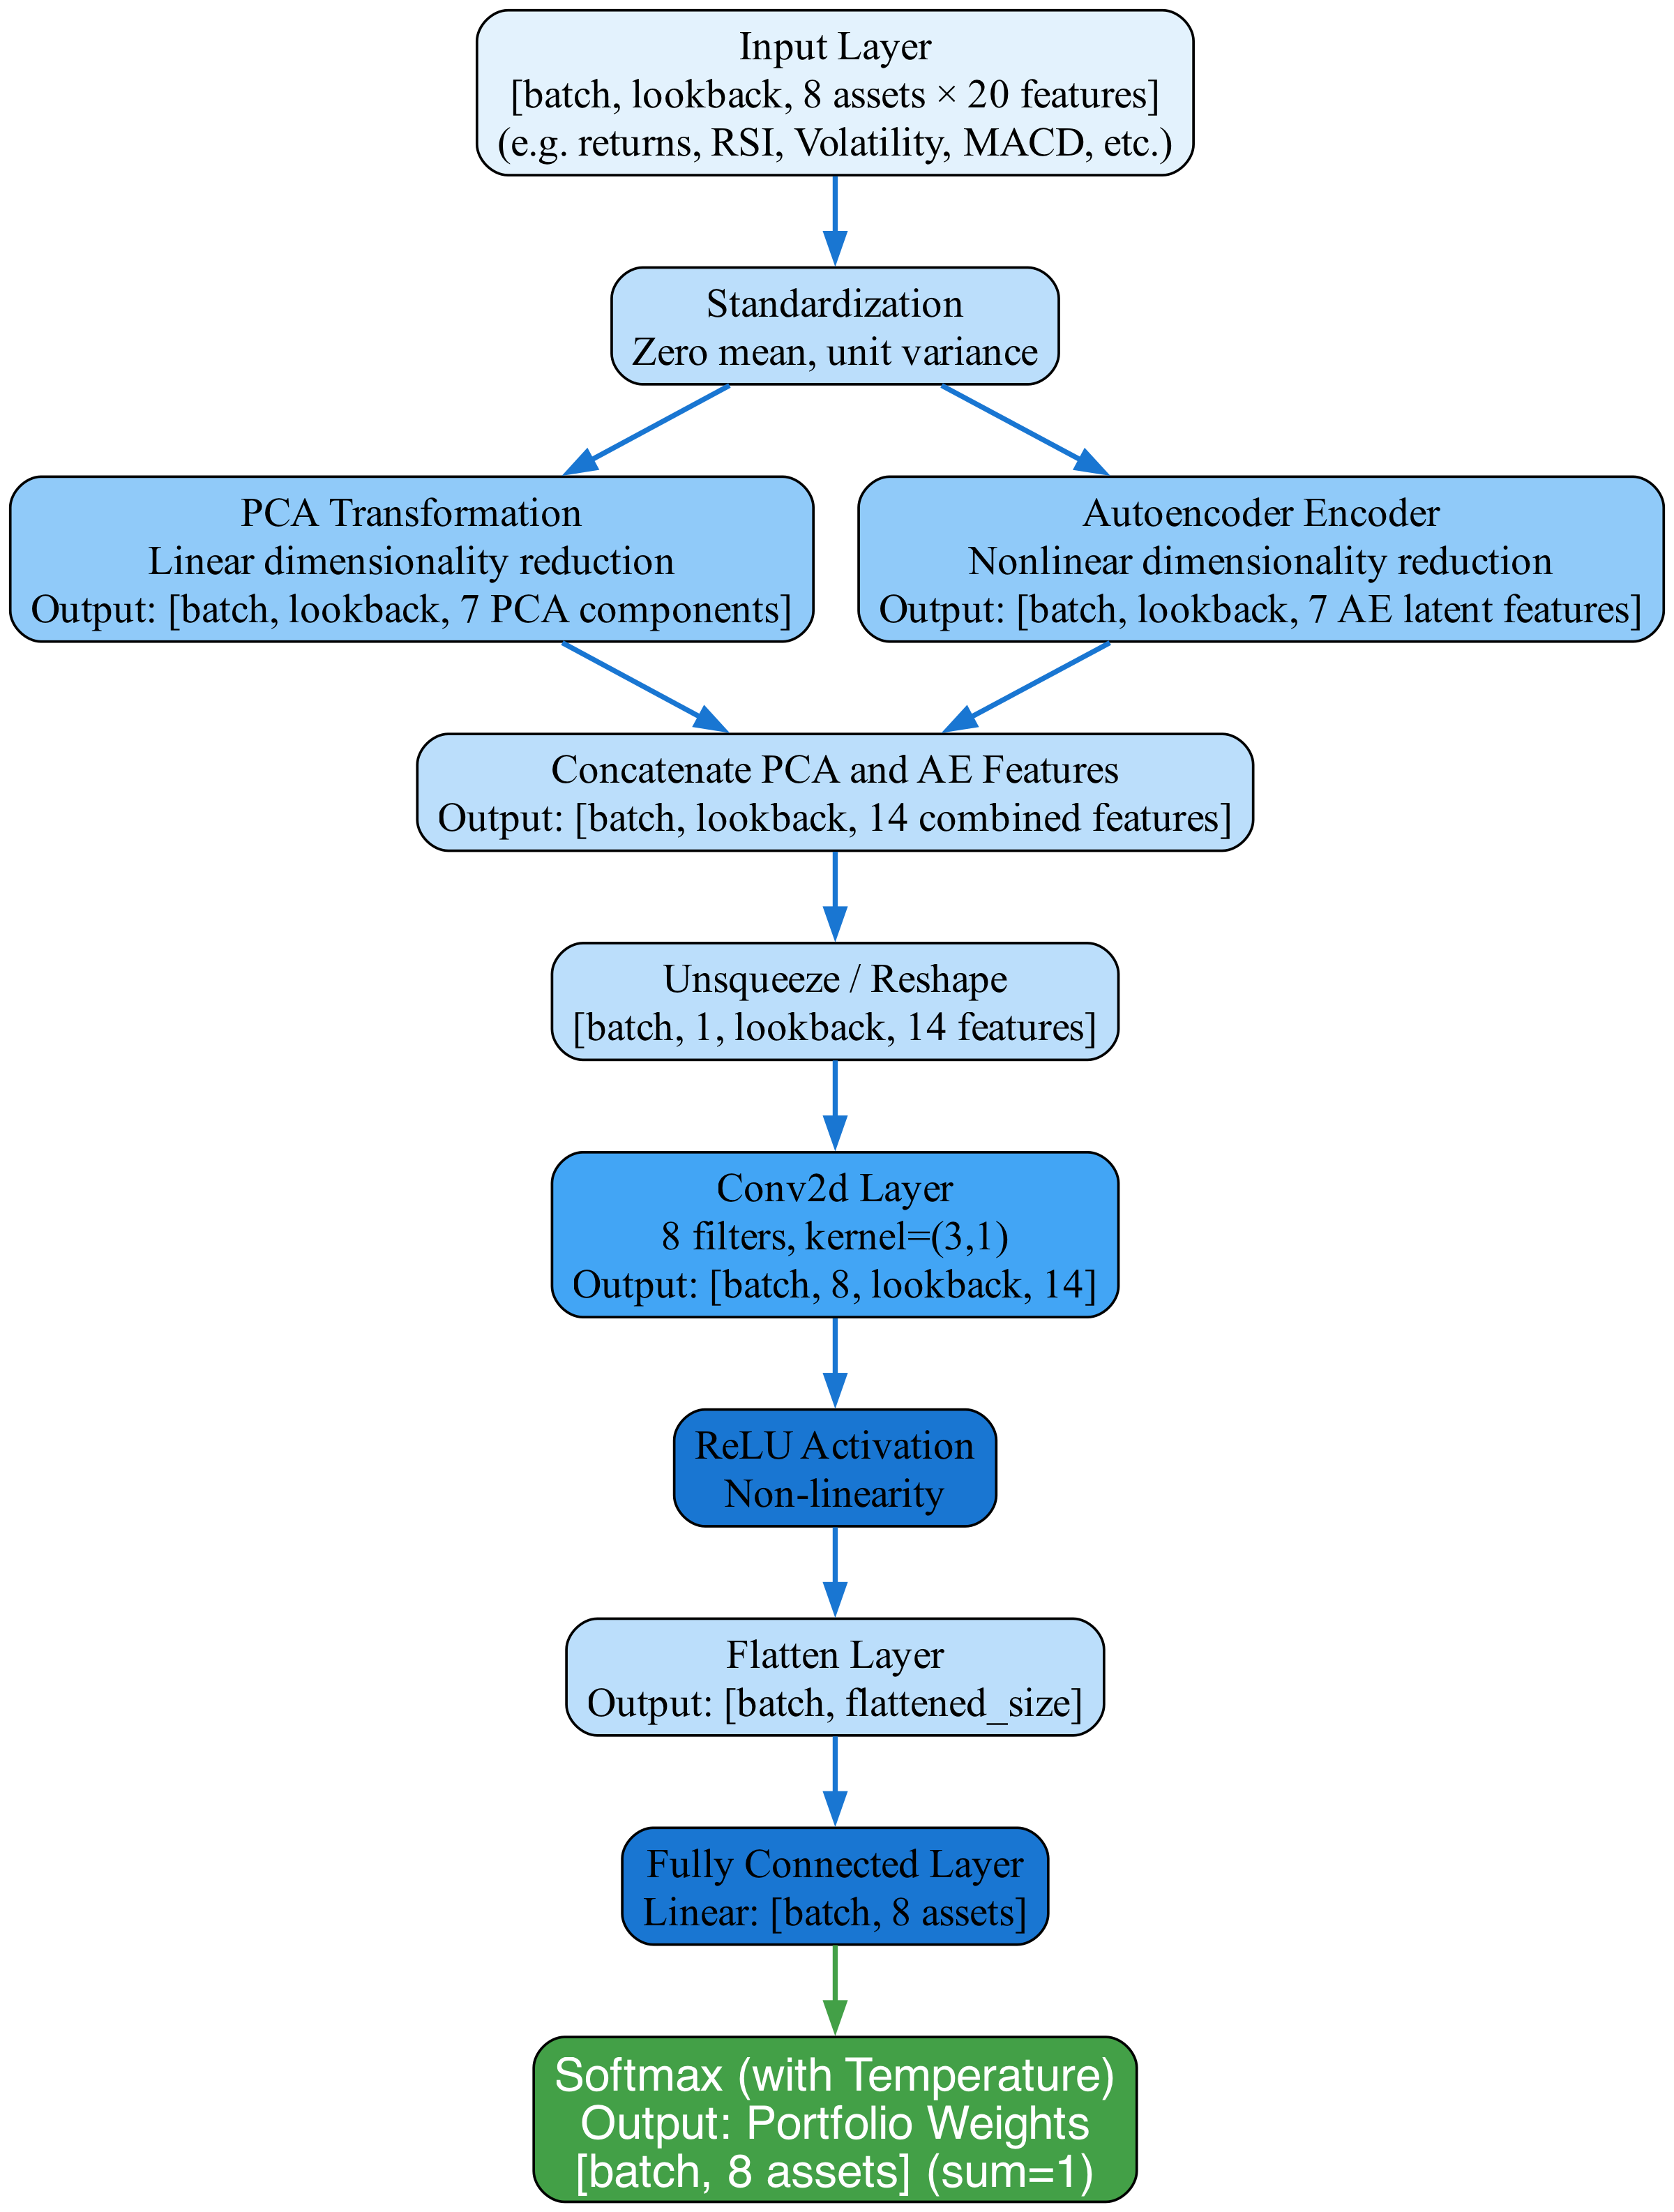 Input Layer
[batch, lookback, 8 assets × 20 features]
(e.g. returns, RSI, Volatility, MACD, etc.)
Standardization
Zero mean, unit variance
PCA Transformation
Linear dimensionality reduction
Output: [batch, lookback, 7 PCA components]
Autoencoder Encoder
Nonlinear dimensionality reduction
Output: [batch, lookback, 7 AE latent features]
Concatenate PCA and AE Features
Output: [batch, lookback, 14 combined features]
Unsqueeze / Reshape
[batch, 1, lookback, 14 features]
Conv2d Layer
8 filters, kernel=(3,1)
Output: [batch, 8, lookback, 14]
ReLU Activation
Non-linearity
Flatten Layer
Output: [batch, flattened_size]
Fully Connected Layer
Linear: [batch, 8 assets]
Softmax (with Temperature)
Output: Portfolio Weights
[batch, 8 assets] (sum=1)